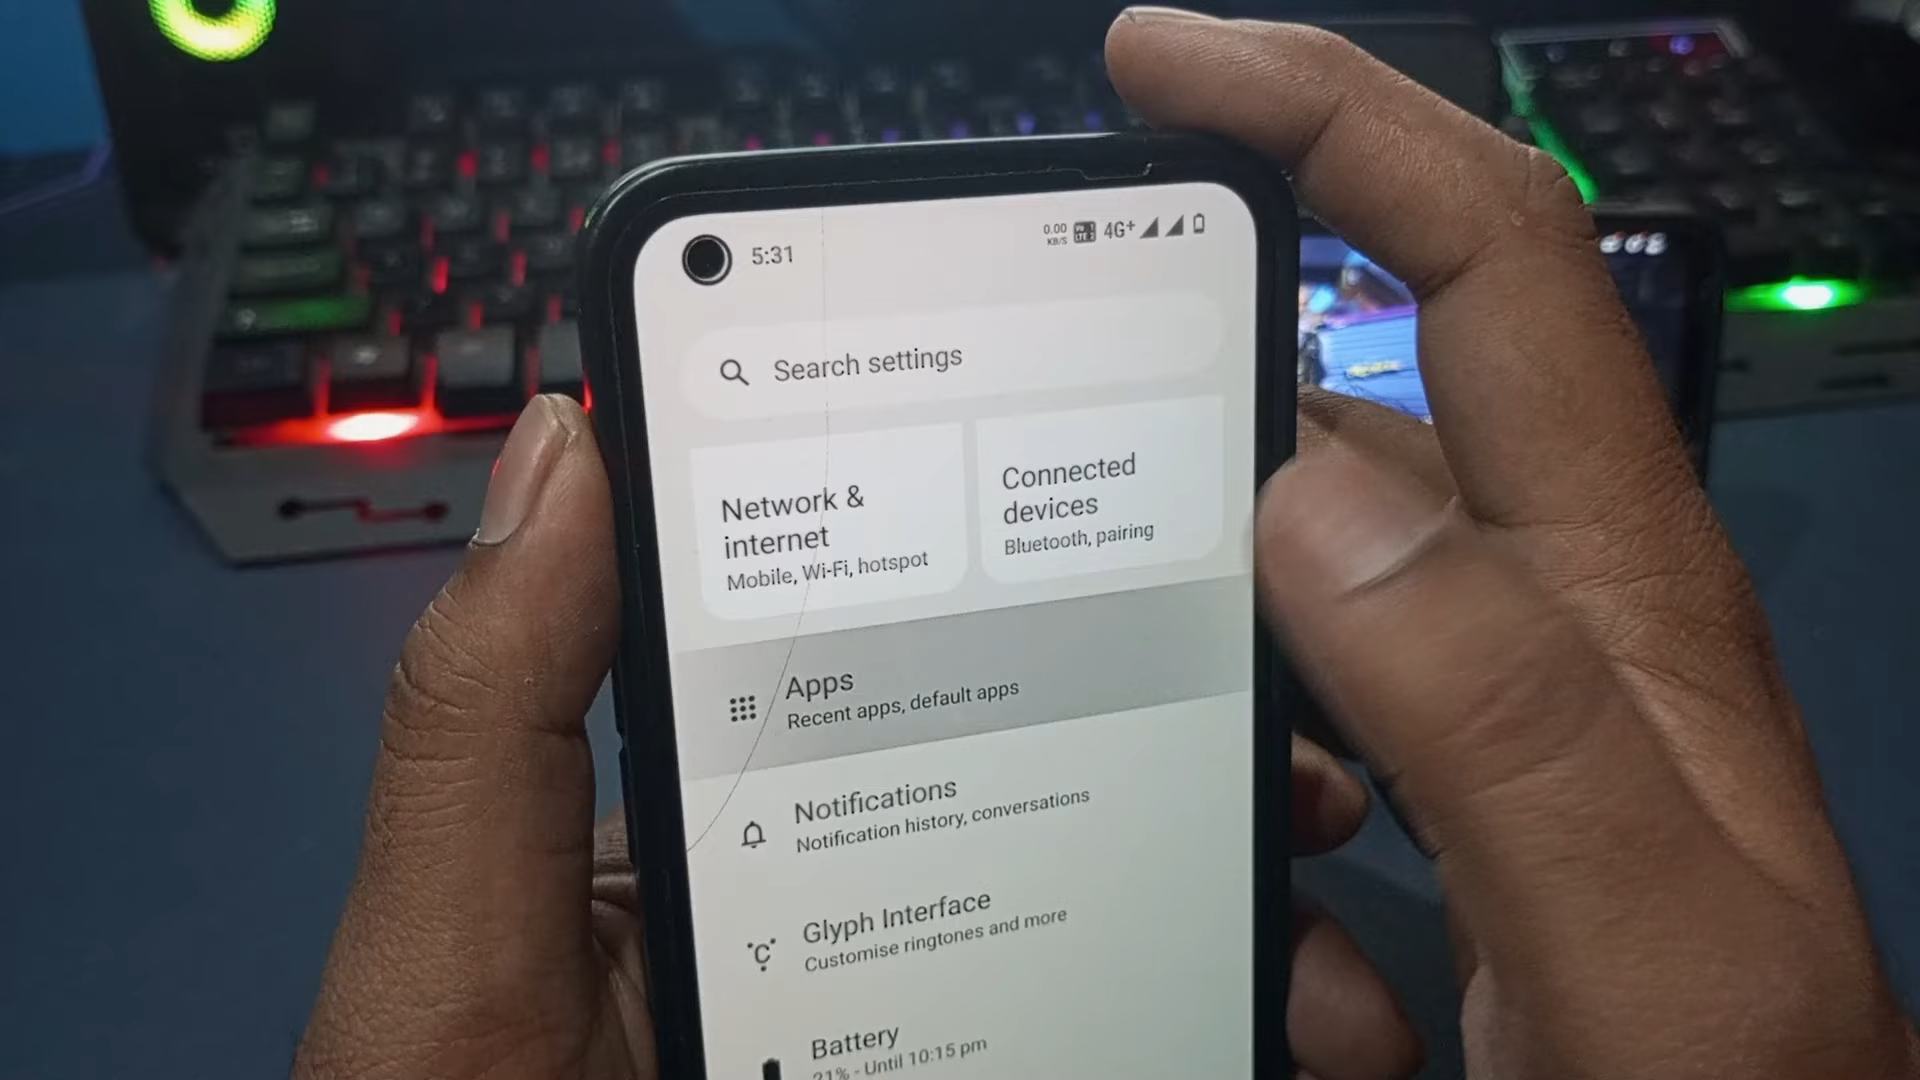 5:31
0.00
KB/S
4G+
Search settings
Network &
internet
Mobile, Wi-Fi, hotspot
Connected
devices
Bluetooth, pairing
Apps
Recent apps, default apps
Notifications
Notification history, conversations
Glyph Interface
Customise ringtones and more
Battery
21% - Until 10:15 pm